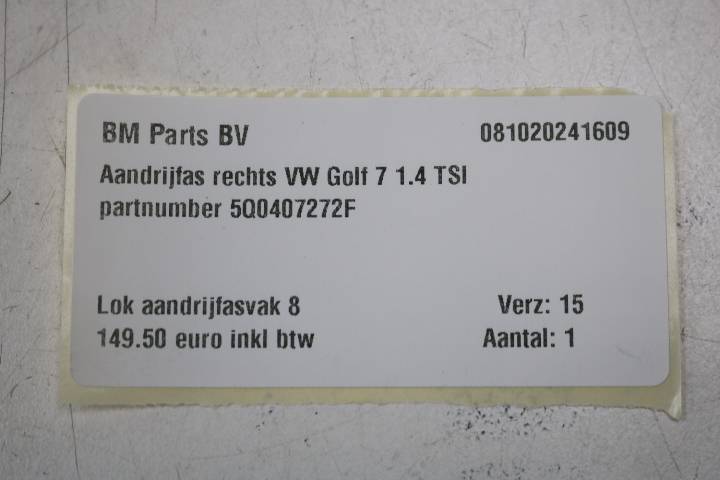 BM Parts BV 081020241609
Aandrijfas rechts VW Golf 7 1.4 TSI
partnumber 5Q0407272F
Lok aandrijfasvak 8 Verz: 15
149.50 euro inkl btw Aantal: 1